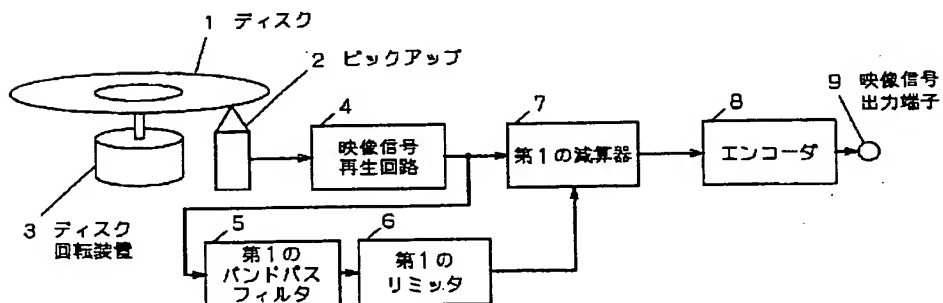 1 ディスク
2 ピックアップ
3 ディスク
回転装置
4
映像信号
再生回路
5
第1の
バンドパス
フィルタ
6
第1の
リミッタ
7
第1の減算器
8
エンコーダ
9 映像信号
出力端子